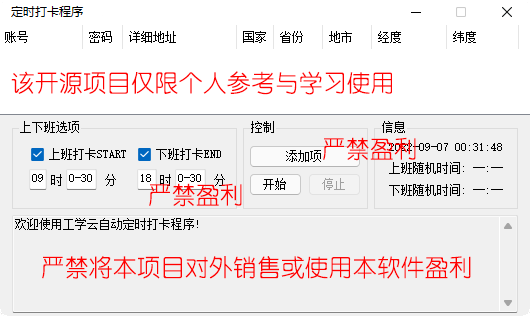 定时打卡程序
账号 密码 详细地址 国家 省份 地市 经度 纬度
该开源项目仅限个人参考与学习使用
上下班选项 控制 信息
上班打卡START 下班打卡END 添加项 严禁盈利 2022-09-07 00:31:48
上班随机时间: --:--
09 时 0-30 分 18 时 0-30 分 开始 停止 下班随机时间: --:--
严禁盈利
欢迎使用工学云自动定时打卡程序!
严禁将本项目对外销售或使用本软件盈利